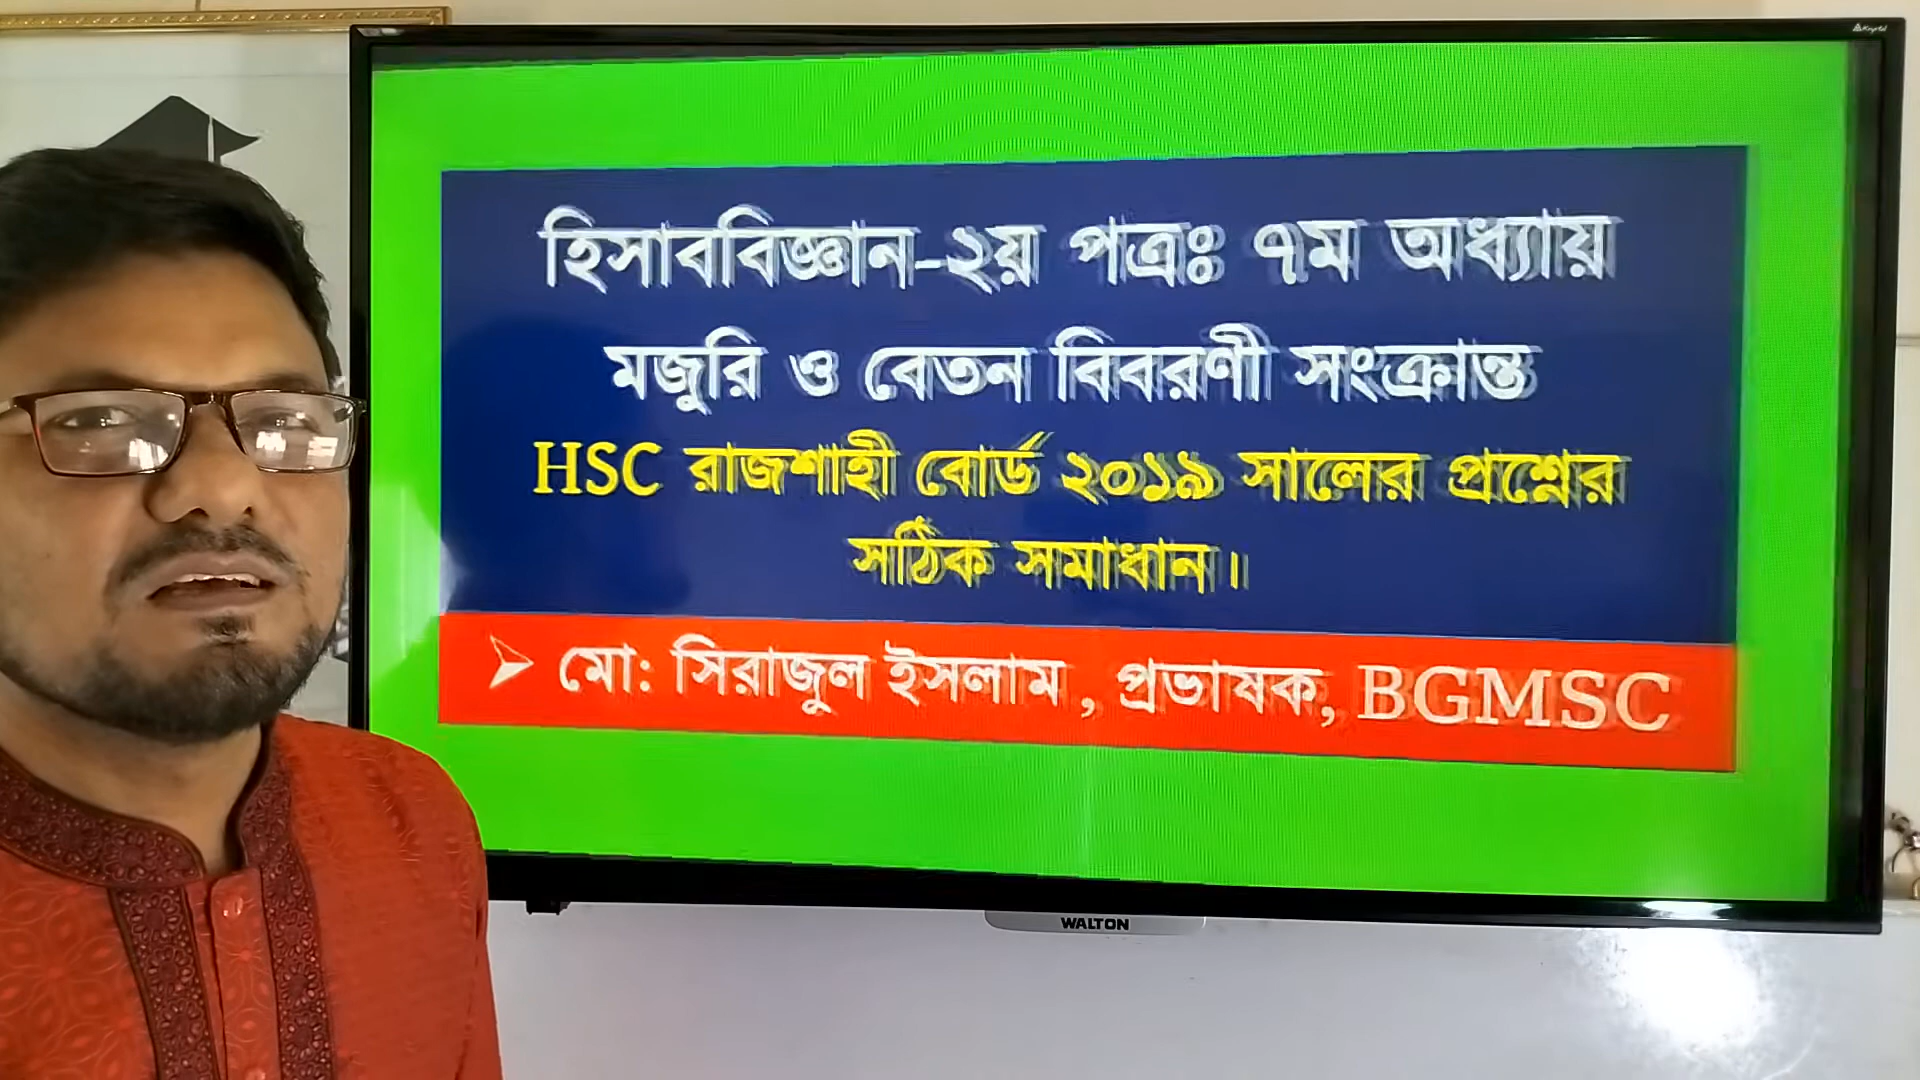 হিসাববিজ্ঞান-২য় পত্রঃ ৭ম অধ্যায়
মজুরি ও বেতন বিবরণী সংক্রান্ত
HSC রাজশাহী বোর্ড ২০১৯ সালের প্রশ্নের
সঠিক সমাধান।
➢ মো: সিরাজুল ইসলাম , প্রভাষক, BGMSC
WALTON